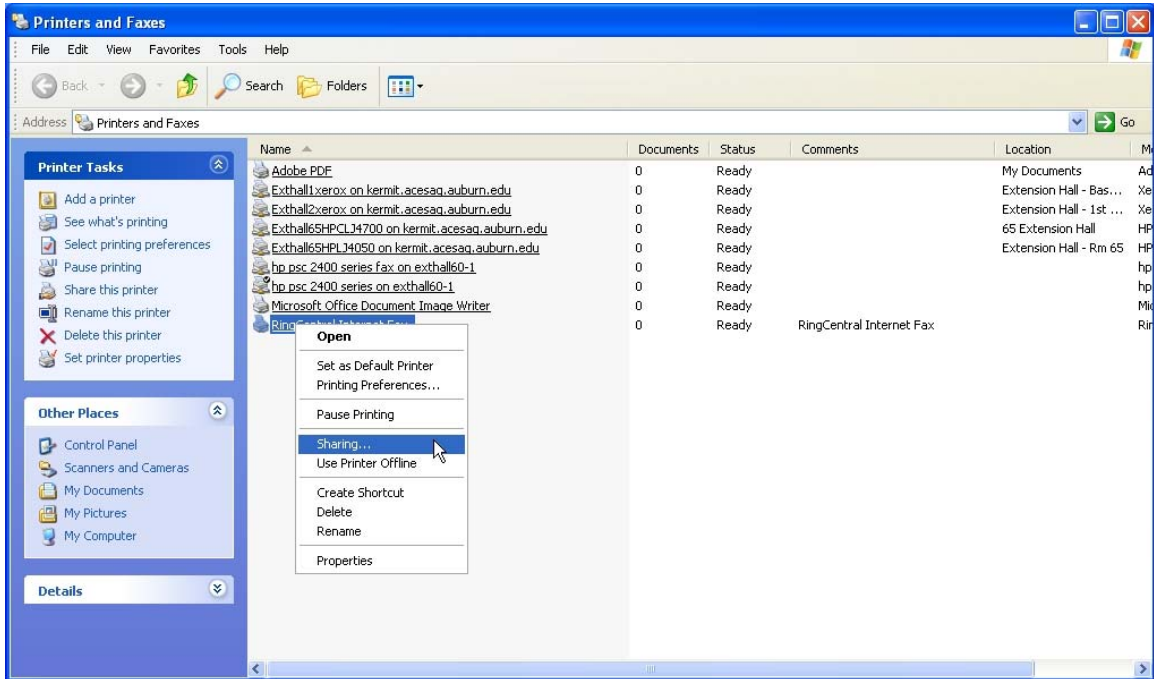 Printers and Faxes
File Edit View Favorites Tools Help
Back Search Folders
Address Printers and Faxes Go
Printer Tasks
Add a printer
See what's printing
Select printing preferences
Pause printing
Share this printer
Rename this printer
Delete this printer
Set printer properties
Other Places
Control Panel
Scanners and Cameras
My Documents
My Pictures
My Computer
Details
Name Documents Status Comments Location
Adobe PDF 0 Ready My Documents Ad
Exthall1xerox on kermit.acesag.auburn.edu 0 Ready Extension Hall - Bas... Xe
Exthall2xerox on kermit.acesag.auburn.edu 0 Ready Extension Hall - 1st ... Xe
Exthall65HPCLJ4700 on kermit.acesag.auburn.edu 0 Ready 65 Extension Hall HP
Exthall65HPLJ4050 on kermit.acesag.auburn.edu 0 Ready Extension Hall - Rm 65 HP
hp psc 2400 series fax on exthall60-1 0 Ready hp
hp psc 2400 series on exthall60-1 0 Ready hp
Microsoft Office Document Image Writer 0 Ready Mic
RingCentral Internet Fax 0 Ready RingCentral Internet Fax Rin
Open
Set as Default Printer
Printing Preferences...
Pause Printing
Sharing...
Use Printer Offline
Create Shortcut
Delete
Rename
Properties